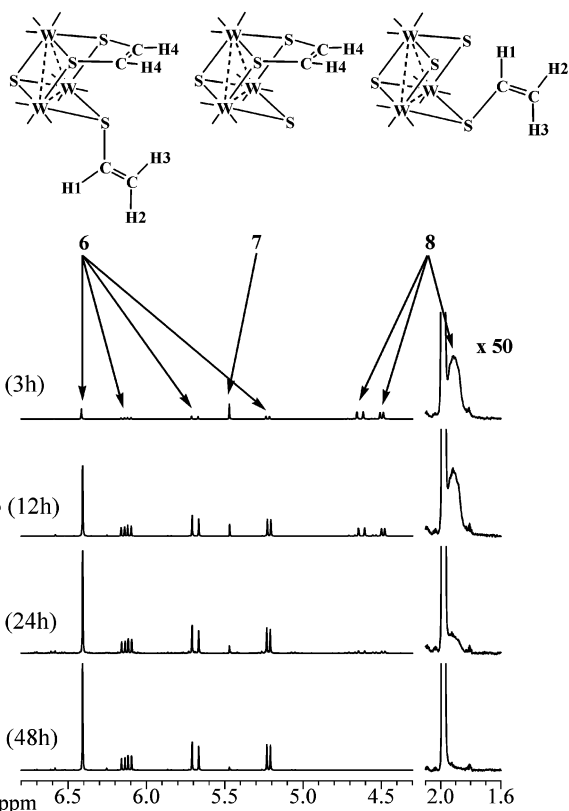 W S C H4
S C H4
S W
W
S
C H3
H1 C
H2
W S C H4
S C H4
S W
W
S
W S
S H1
S W C H2
W C
S H3
6 7 8
x 50
(3h)
(12h)
(24h)
(48h)
ppm 6.5 6.0 5.5 5.0 4.5 2.0 1.6